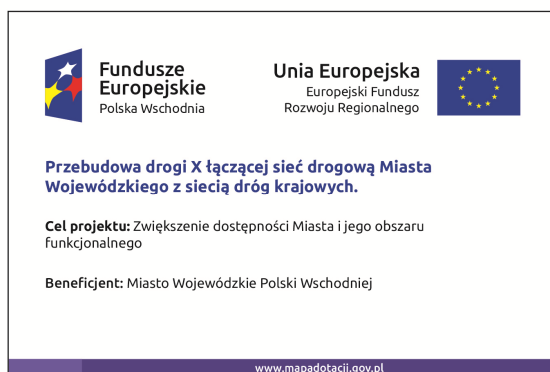 Fundusze
Europejskie
Polska Wschodnia
Unia Europejska
Europejski Fundusz
Rozwoju Regionalnego
Przebudowa drogi X łączącej sieć drogową Miasta
Wojewódzkiego z siecią dróg krajowych.
Cel projektu: Zwiększenie dostępności Miasta i jego obszaru
funkcjonalnego
Beneficjent: Miasto Wojewódzkie Polski Wschodniej
www.mapadotacji.gov.pl